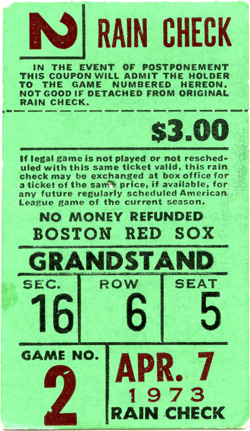 2 RAIN CHECK
IN THE EVENT OF POSTPONEMENT
THIS COUPON WILL ADMIT THE HOLDER
TO THE GAME NUMBERED HEREON.
NOT GOOD IF DETACHED FROM ORIGINAL
RAIN CHECK.
$3.00
If legal game is not played or not resched-
uled with this same ticket valid, this rain
check may be exchanged at box office for
a ticket of the same price, if available, for
any future regularly scheduled American
League game of the current season.
NO MONEY REFUNDED
BOSTON RED SOX
GRANDSTAND
SEC. ROW SEAT
16 6 5
GAME NO.
2
APR. 7
1973
RAIN CHECK